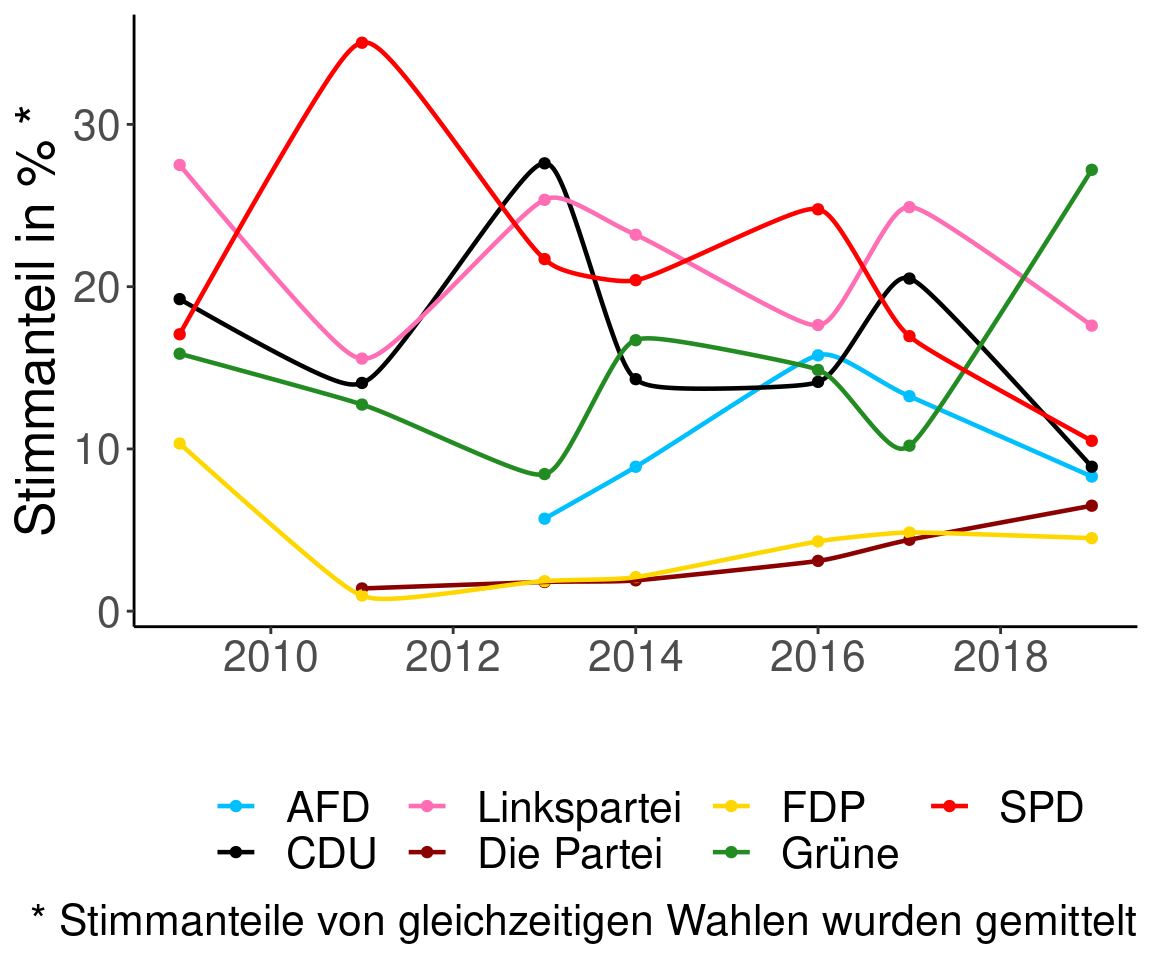 Stimmanteil in % *
30
20
10
0
2010 2012 2014 2016 2018
AFD Linkspartei FDP SPD
CDU Die Partei Grüne
* Stimmanteile von gleichzeitigen Wahlen wurden gemittelt